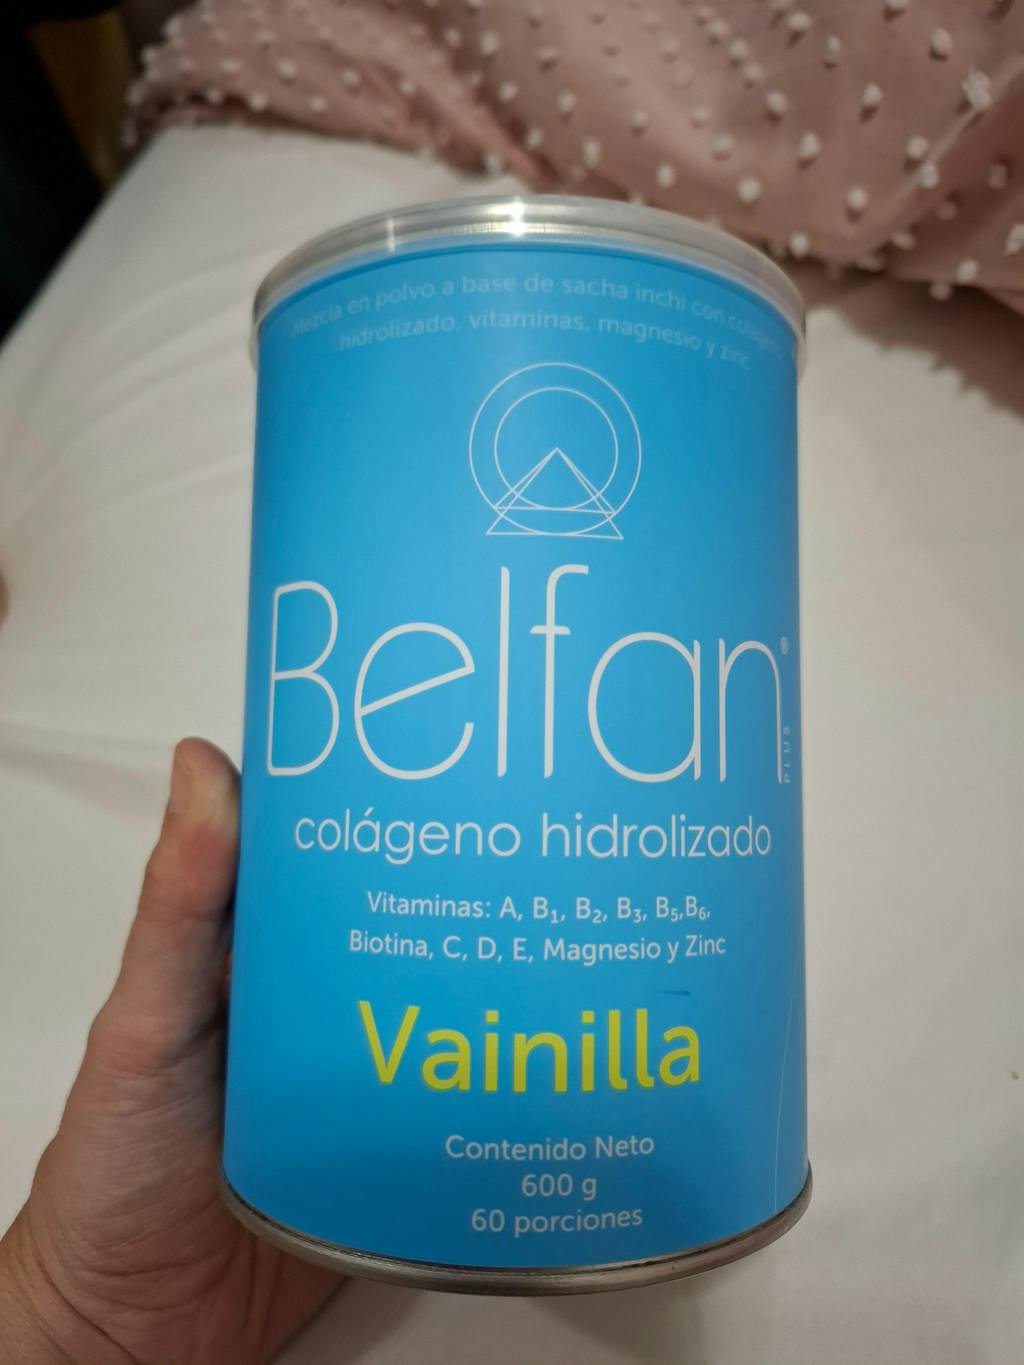 Mezcla en polvo a base de sacha inchi con colágeno
hidrolizado, vitaminas, magnesio y zinc
Belfan®
PLUS
colágeno hidrolizado
Vitaminas: A, B₁, B₂, B₃, B₅,B₆,
Biotina, C, D, E, Magnesio y Zinc
Vainilla
Contenido Neto
600 g
60 porciones